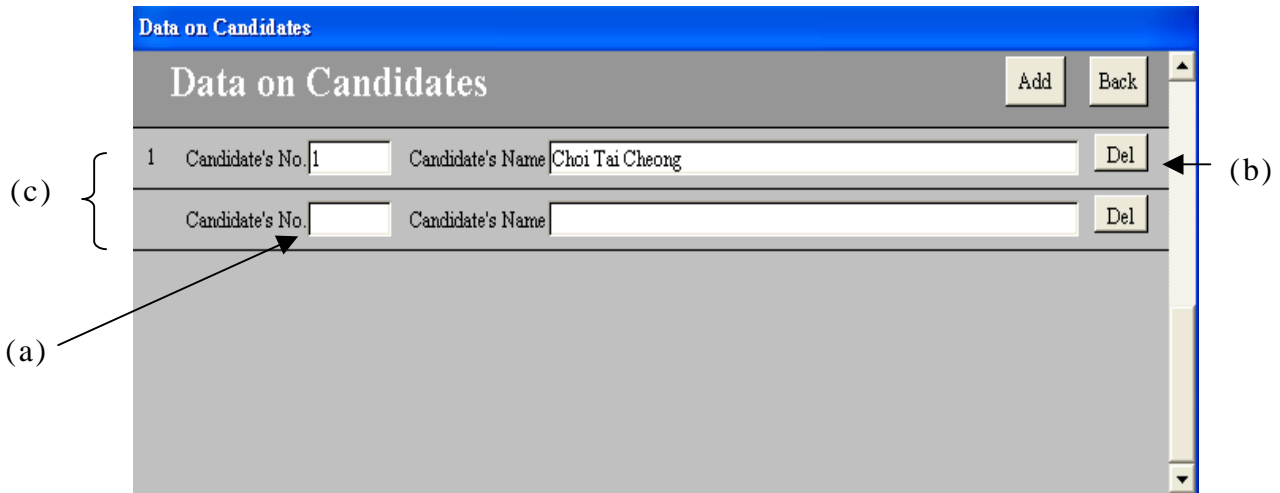 Data on Candidates
Data on Candidates Add Back
1 Candidate's No. 1 Candidate's Name Choi Tai Cheong Del
(b)
(c)
Candidate's No. Candidate's Name Del
(a)